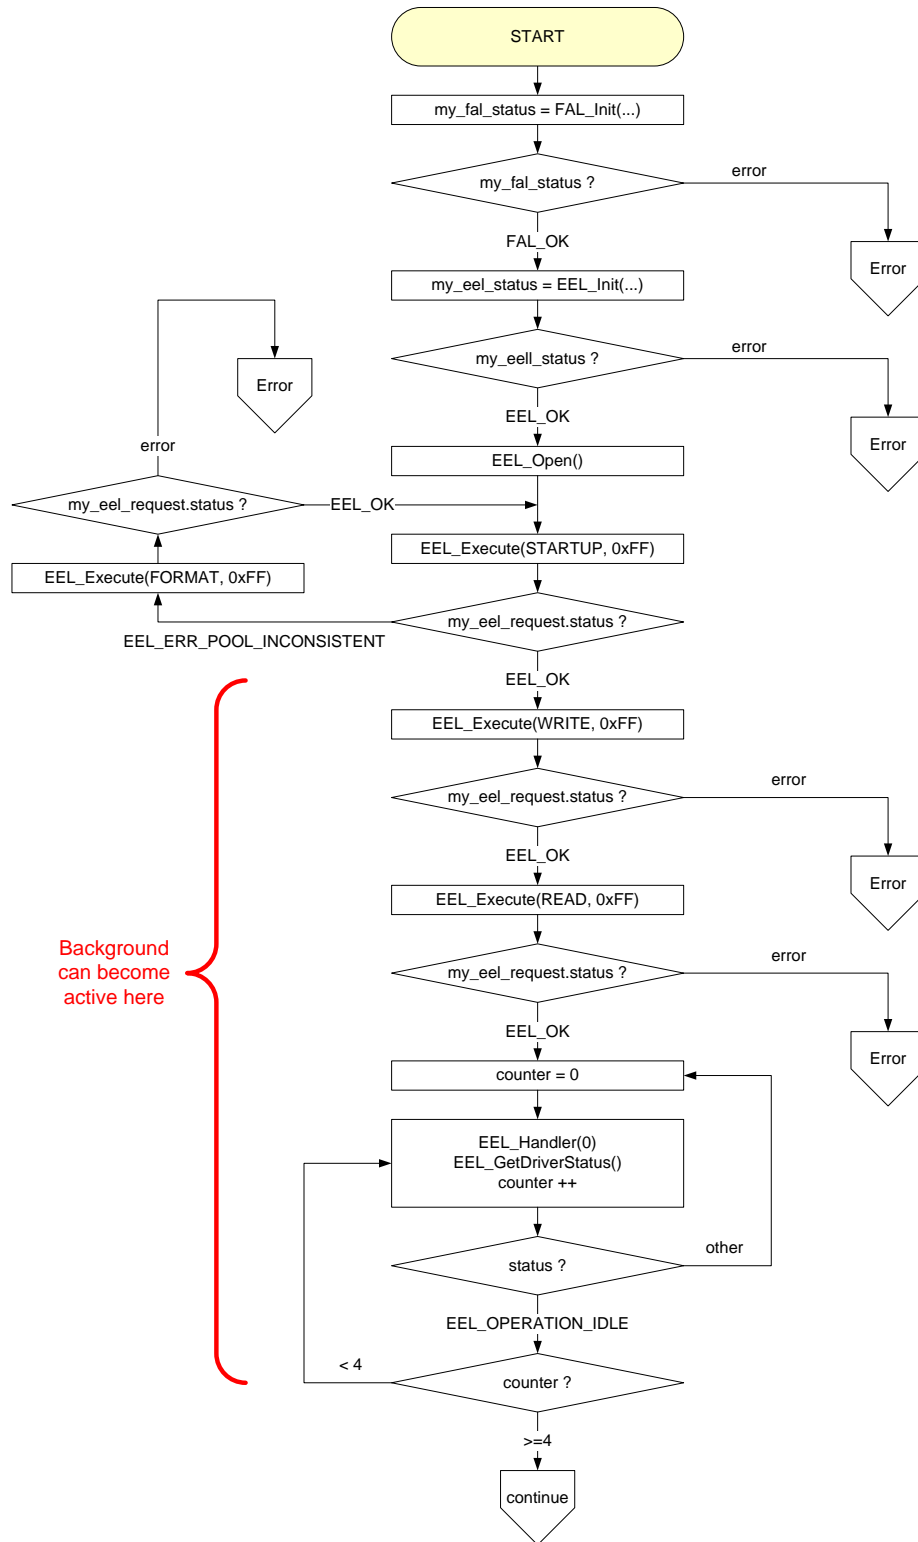 START
my_fal_status = FAL_Init(...)
my_fal_status ?
error
FAL_OK
Error
my_eel_status = EEL_Init(...)
my_eell_status ?
error
Error
EEL_OK
Error
error
EEL_Open()
my_eel_request.status ?
EEL_OK
EEL_Execute(STARTUP, 0xFF)
EEL_Execute(FORMAT, 0xFF)
my_eel_request.status ?
EEL_ERR_POOL_INCONSISTENT
EEL_OK
EEL_Execute(WRITE, 0xFF)
my_eel_request.status ?
error
EEL_OK
Error
EEL_Execute(READ, 0xFF)
Background
can become
active here
my_eel_request.status ?
error
EEL_OK
Error
counter = 0
EEL_Handler(0)
EEL_GetDriverStatus()
counter ++
status ?
other
EEL_OPERATION_IDLE
< 4
counter ?
>=4
continue